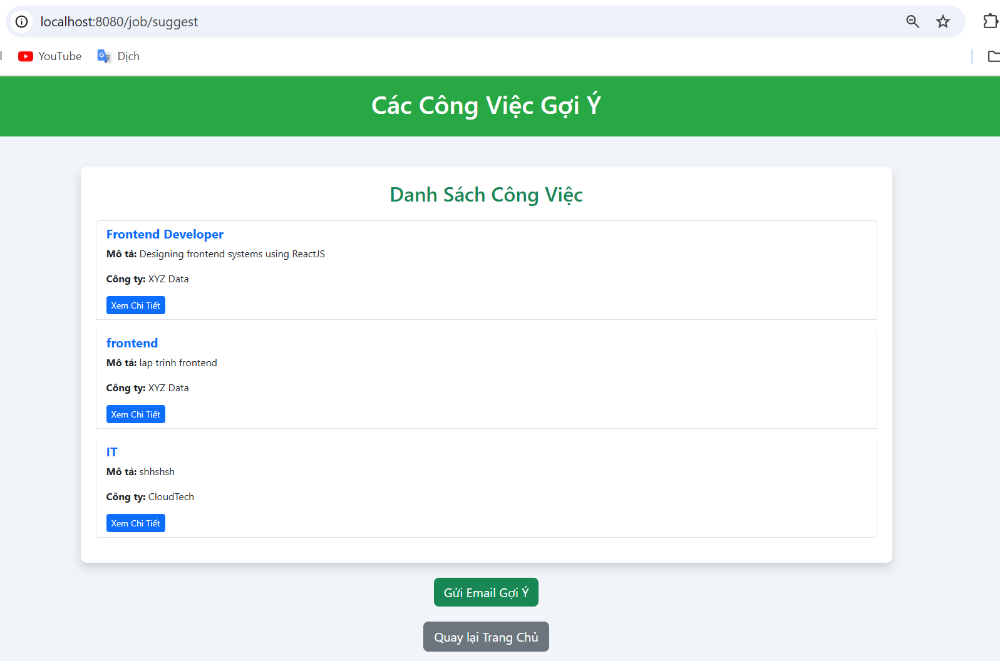 localhost:8080/job/suggest
YouTube Dịch
Các Công Việc Gợi Ý
Danh Sách Công Việc
Frontend Developer
Mô tả: Designing frontend systems using ReactJS
Công ty: XYZ Data
Xem Chi Tiết
frontend
Mô tả: lap trinh frontend
Công ty: XYZ Data
Xem Chi Tiết
IT
Mô tả: shhshsh
Công ty: CloudTech
Xem Chi Tiết
Gửi Email Gợi Ý
Quay lại Trang Chủ